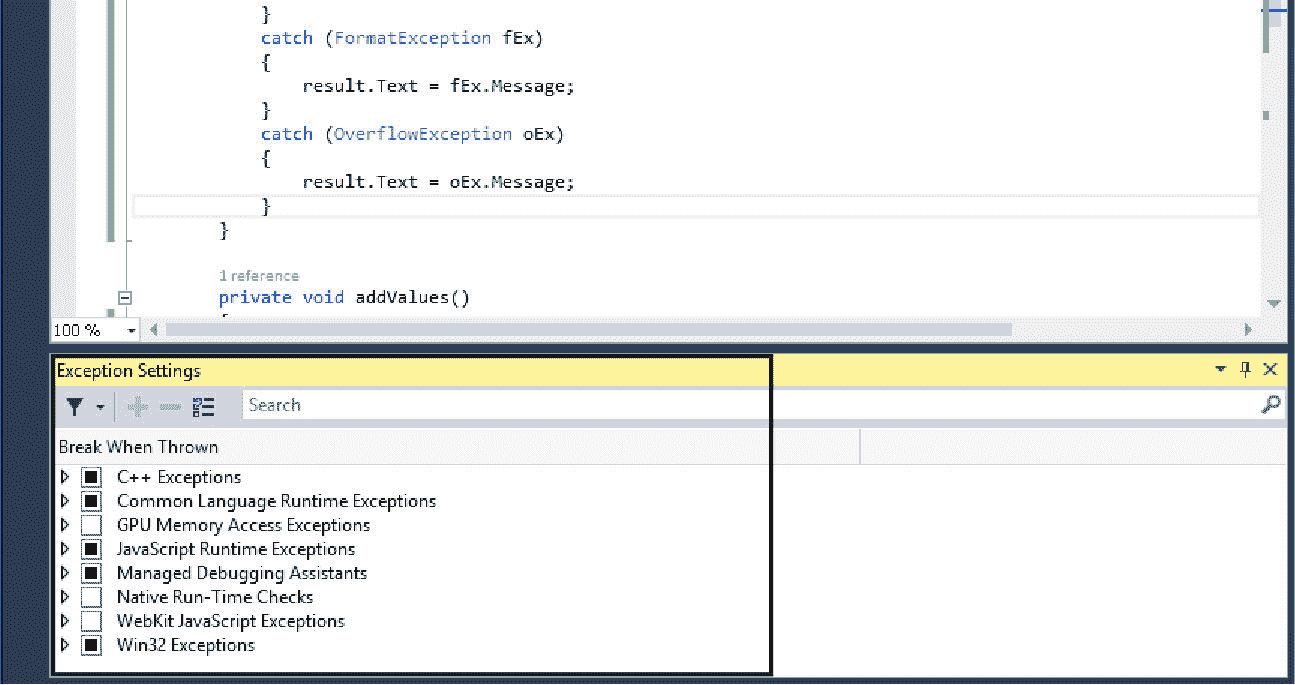 }
catch (FormatException fEx)
{
result.Text = fEx.Message;
}
catch (OverflowException oEx)
{
result.Text = oEx.Message;
}
}
1 reference
private void addValues()
100 %
Exception Settings
Search
Break When Thrown
C++ Exceptions
Common Language Runtime Exceptions
GPU Memory Access Exceptions
JavaScript Runtime Exceptions
Managed Debugging Assistants
Native Run-Time Checks
WebKit JavaScript Exceptions
Win32 Exceptions